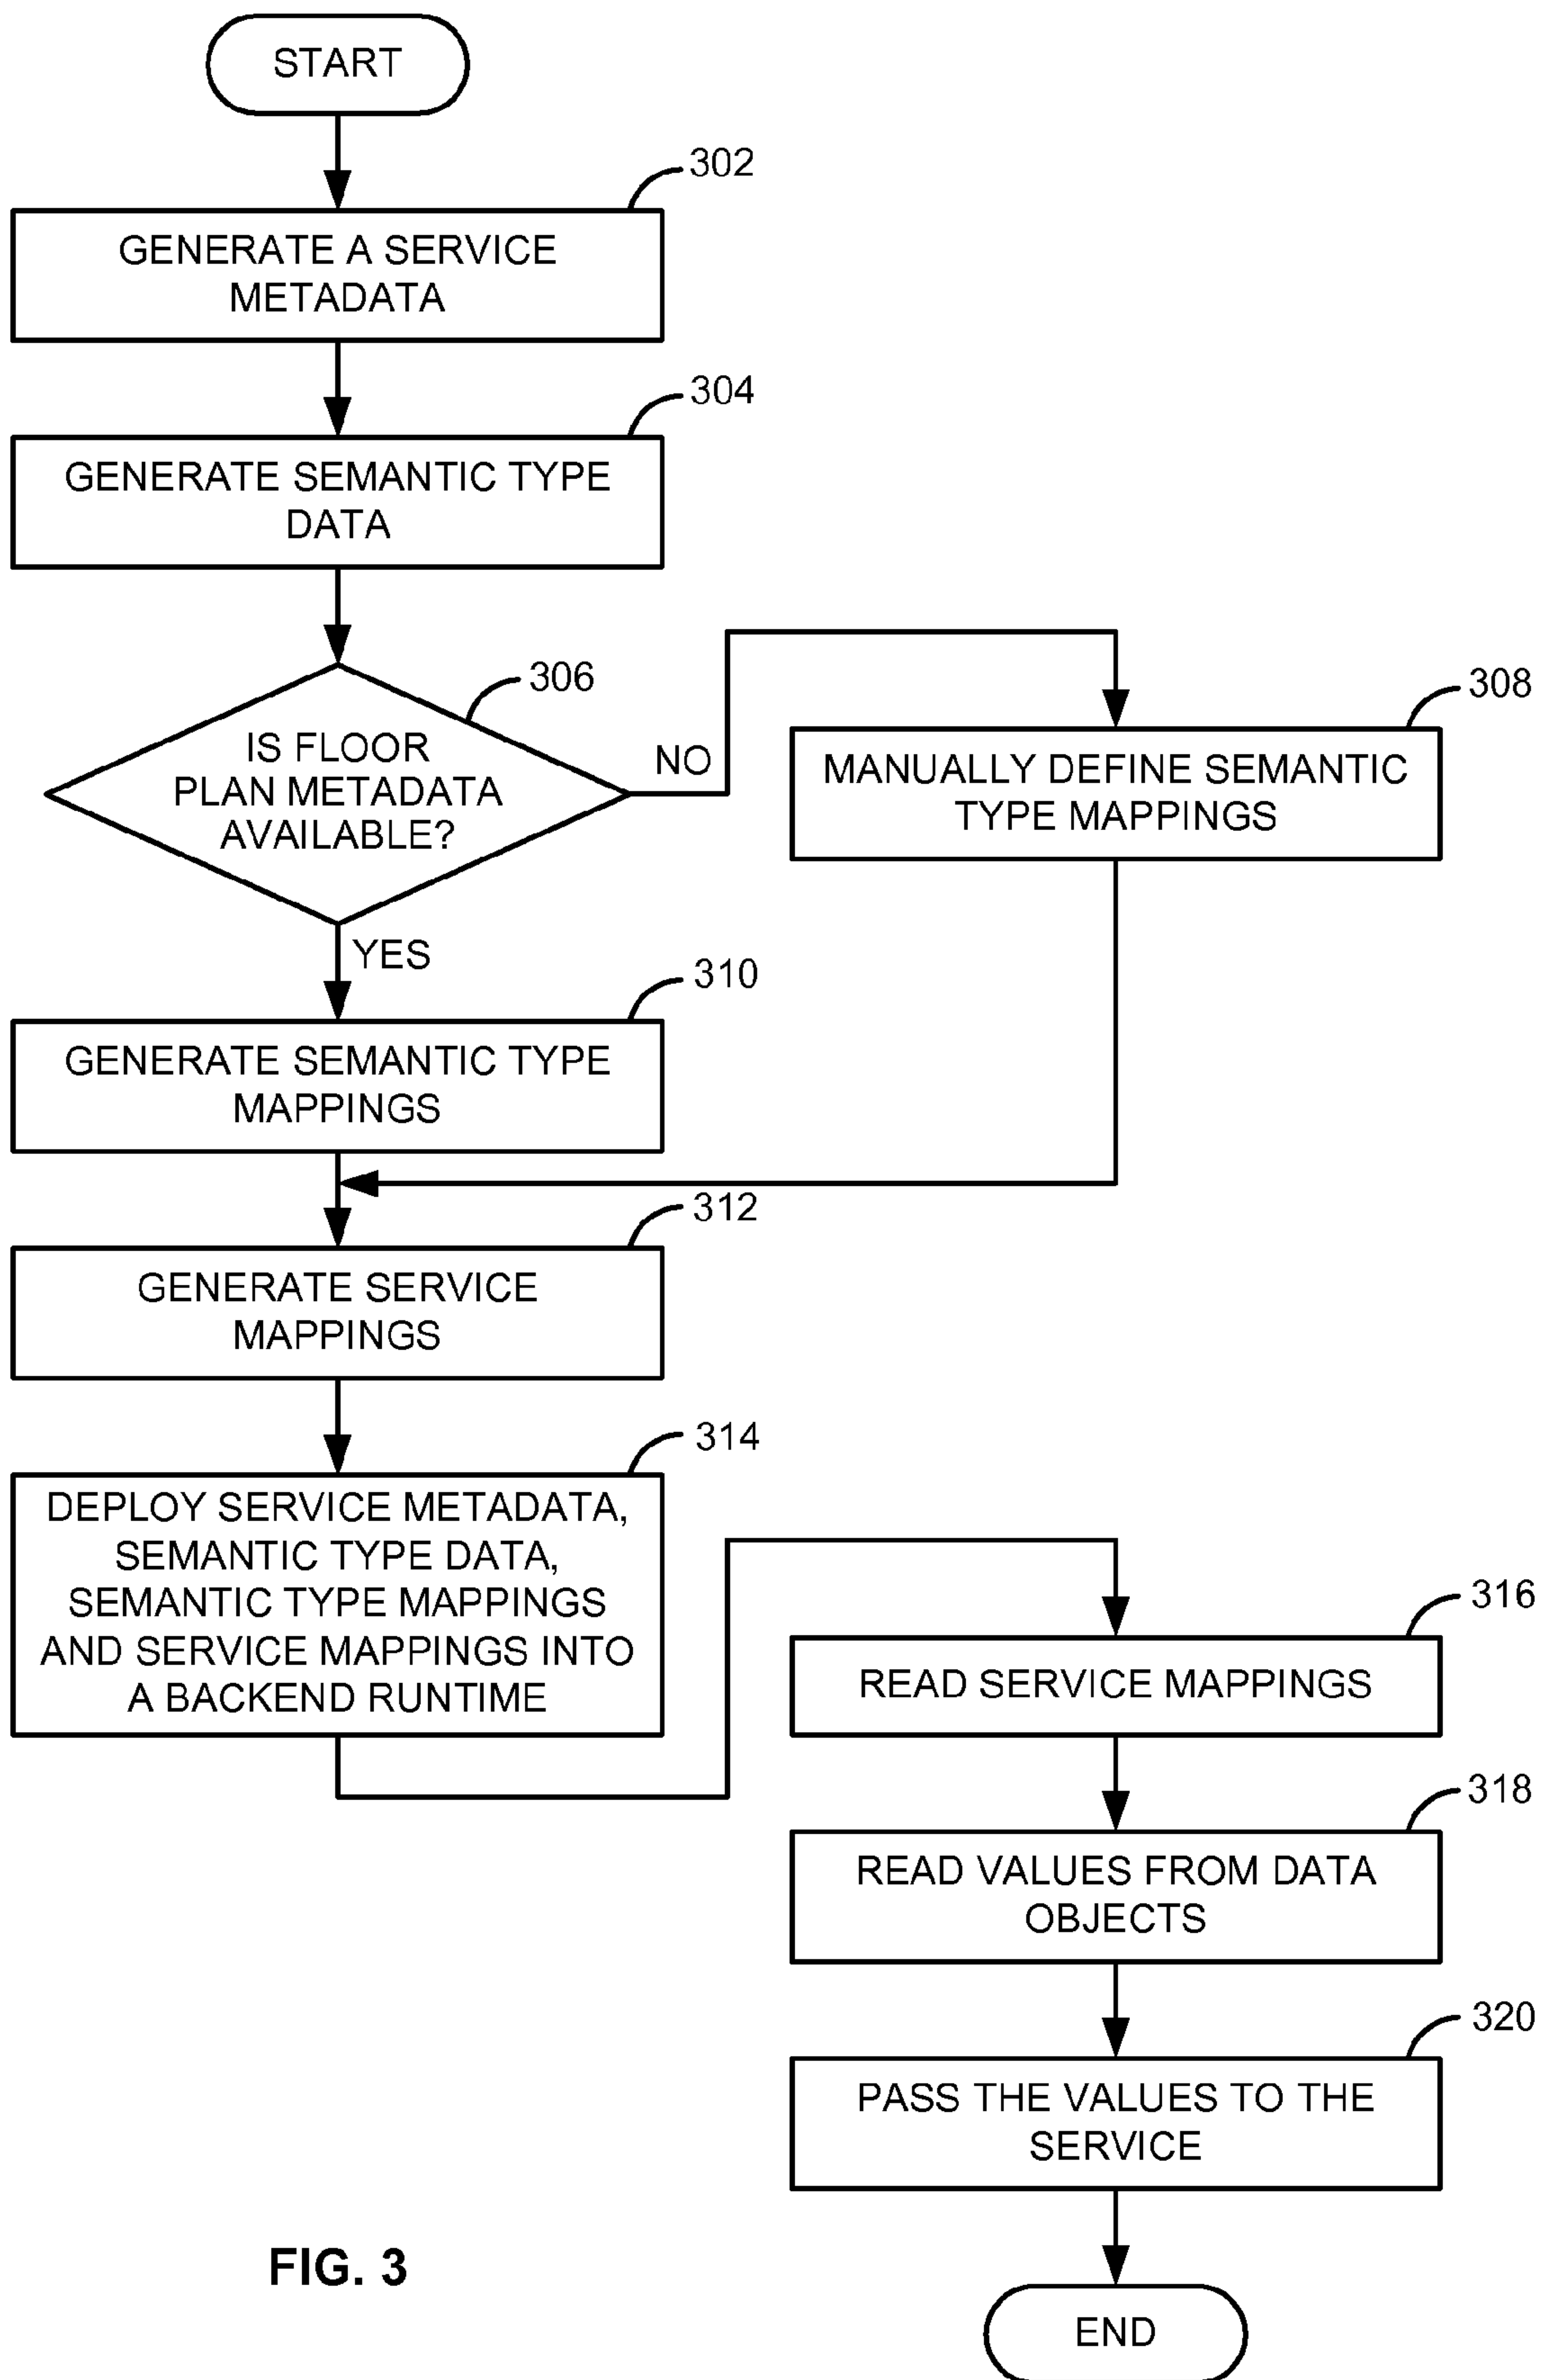 START
302
GENERATE A SERVICE
METADATA
304
GENERATE SEMANTIC TYPE
DATA
306
IS FLOOR
PLAN METADATA
AVAILABLE?
NO
308
MANUALLY DEFINE SEMANTIC
TYPE MAPPINGS
YES
310
GENERATE SEMANTIC TYPE
MAPPINGS
312
GENERATE SERVICE
MAPPINGS
314
DEPLOY SERVICE METADATA,
SEMANTIC TYPE DATA,
SEMANTIC TYPE MAPPINGS
AND SERVICE MAPPINGS INTO
A BACKEND RUNTIME
316
READ SERVICE MAPPINGS
318
READ VALUES FROM DATA
OBJECTS
320
PASS THE VALUES TO THE
SERVICE
END
FIG. 3